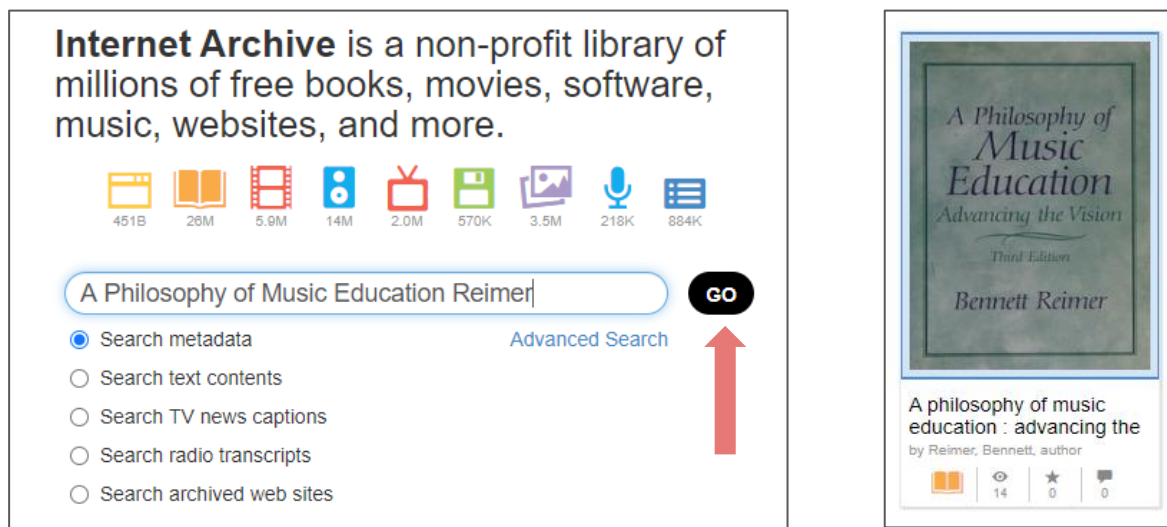 Internet Archive is a non-profit library of
millions of free books, movies, software,
music, websites, and more.
451B 26M 5.9M 14M 2.0M 570K 3.5M 218K 884K
A Philosophy of Music Education Reimer
GO
Search metadata
Advanced Search
Search text contents
Search TV news captions
Search radio transcripts
Search archived web sites
A Philosophy of
Music
Education
Advancing the Vision
Third Edition
Bennett Reimer
A philosophy of music
education : advancing the
by Reimer, Bennett, author
14 0 0